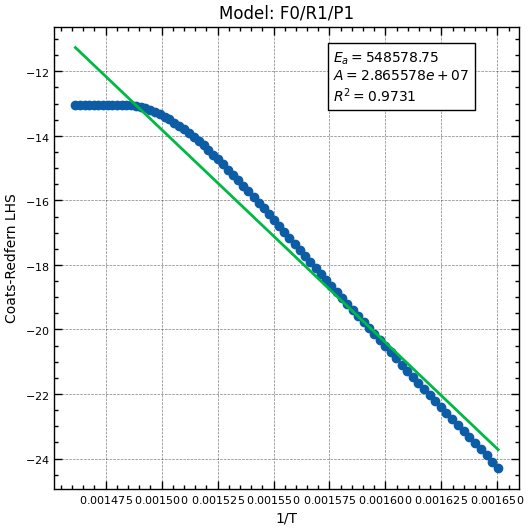 Model: F0/R1/P1
E_a = 548578.75
A = 2.865578e + 07
R^2 = 0.9731
−12
−14
−16
−18
−20
−22
−24
Coats-Redfern LHS
0.001475 0.001500 0.001525 0.001550 0.001575 0.001600 0.001625 0.001650
1/T